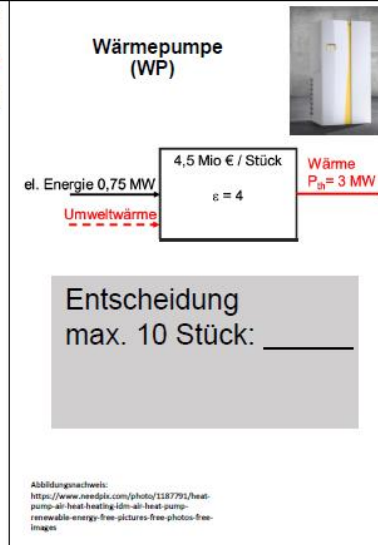 Wärmepumpe
(WP)
4,5 Mio € / Stück
ε = 4
el. Energie 0,75 MW
Umweltwärme
Wärme
Pth= 3 MW
Entscheidung
max. 10 Stück: ______
Abbildungsnachweis:
https://www.needpix.com/photo/1187791/heat-
pump-air-heat-heating-idm-air-heat-pump-
renewable-energy-free-pictures-free-photos-free-
images